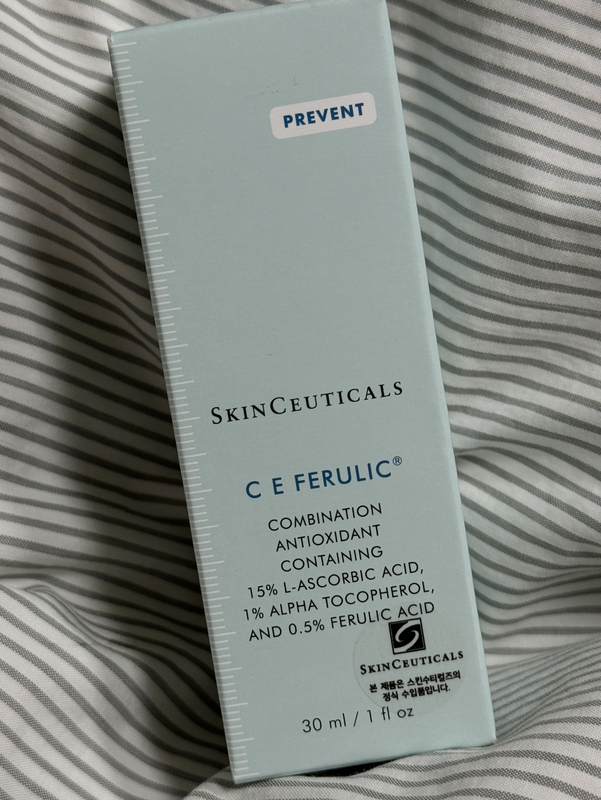 PREVENT
SKINCEUTICALS
C E FERULIC®
COMBINATION
ANTIOXIDANT
CONTAINING
15% L-ASCORBIC ACID,
1% ALPHA TOCOPHEROL,
AND 0.5% FERULIC ACID
SKINCEUTICALS
본 제품은 스킨수티컬즈의
정식 수입품입니다.
30 ml / 1 fl oz